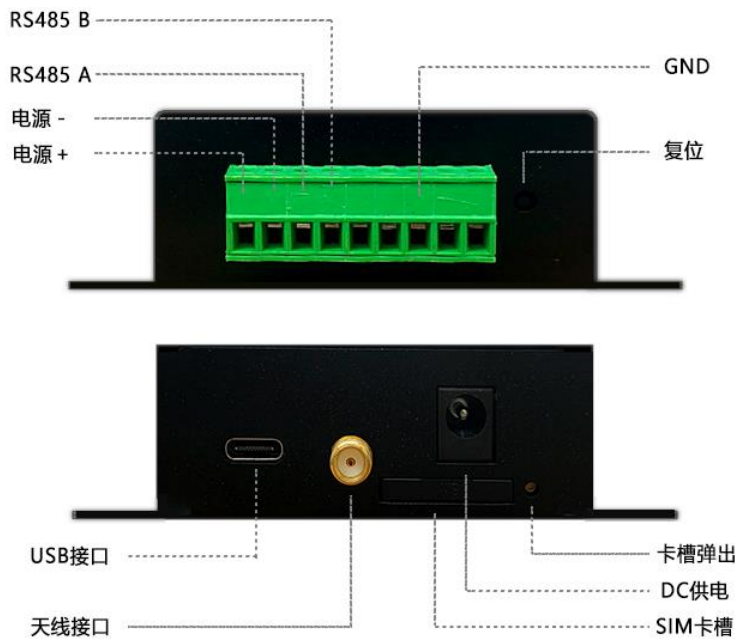 RS485 B
RS485 A
电源 -
电源 +
GND
复位
USB接口
天线接口
卡槽弹出
DC供电
SIM卡槽